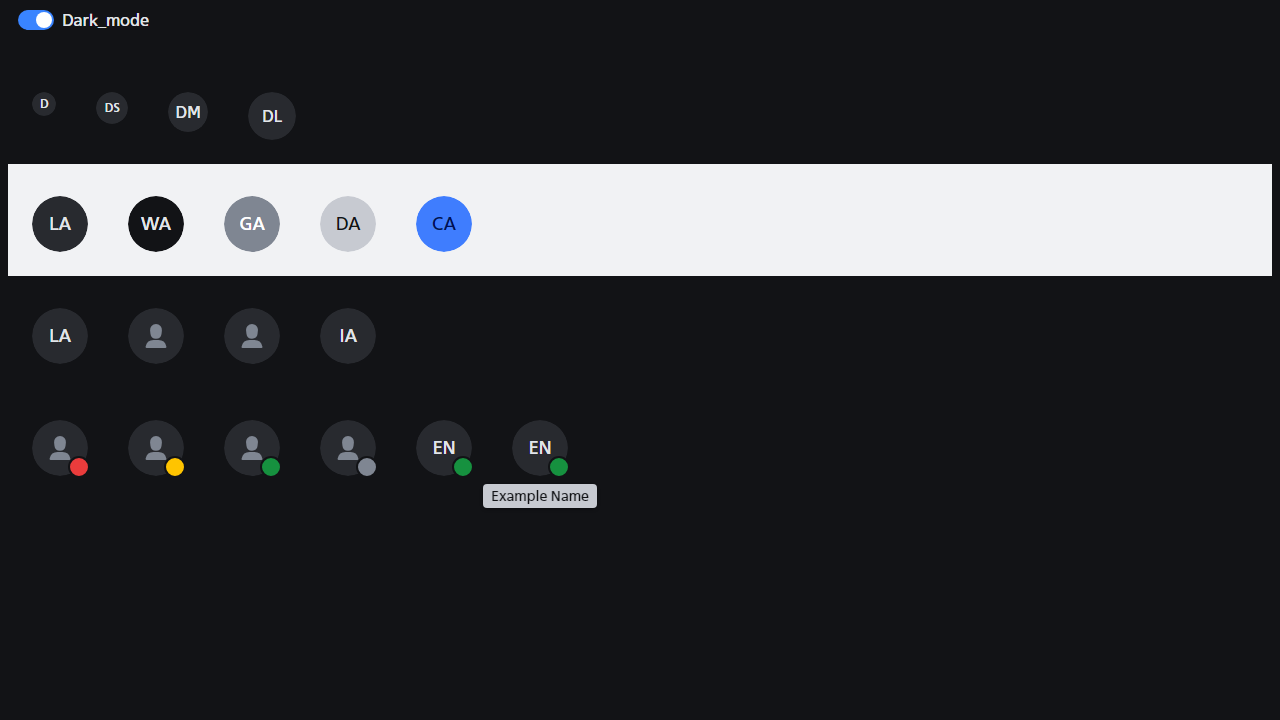 Dark_mode
D DS DM DL
LA WA GA DA CA
LA IA
EN EN
Example Name